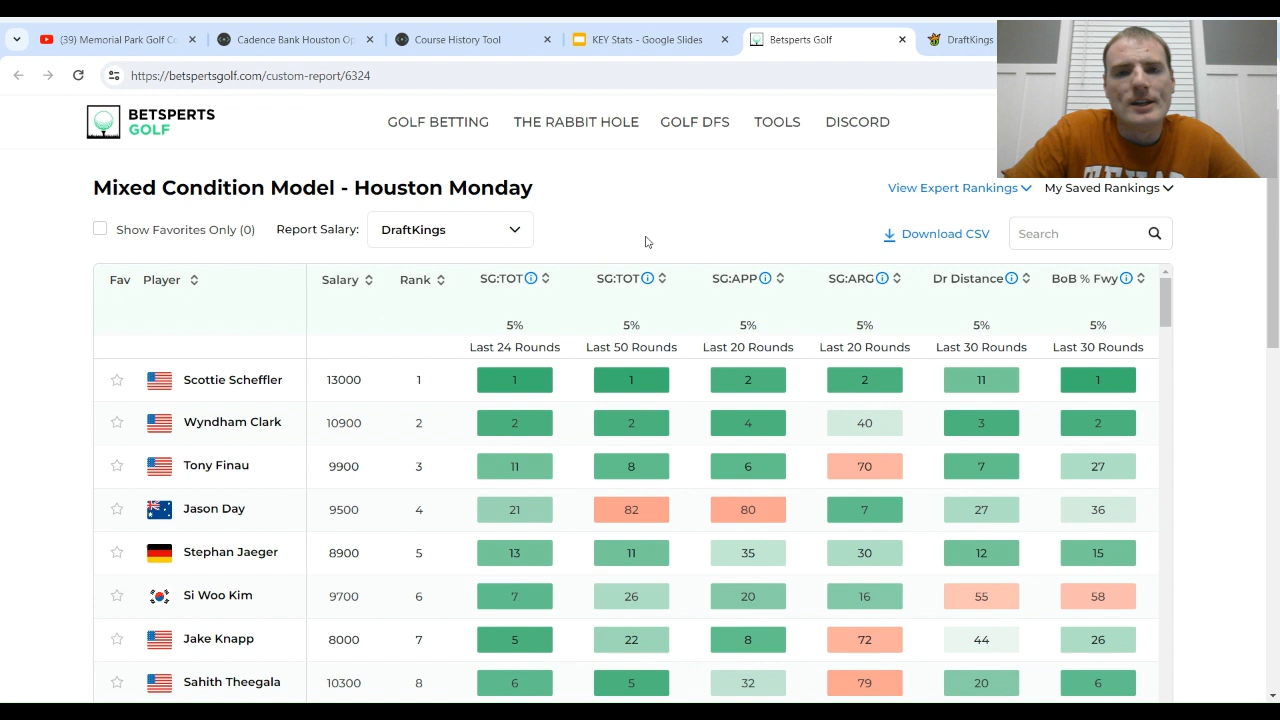 (39) Memorial Park Golf Co
Cadence Bank Houston Op
KEY Stats - Google Slides
Betsperts Golf
DraftKings
https://betspertsgolf.com/custom-report/6324
BETSPERTS
GOLF
GOLF BETTING
THE RABBIT HOLE
GOLF DFS
TOOLS
DISCORD
Mixed Condition Model - Houston Monday
View Expert Rankings
My Saved Rankings
Show Favorites Only (0)
Report Salary:
DraftKings
Download CSV
Search
Fav Player Salary Rank SG:TOT SG:TOT SG:APP SG:ARG Dr Distance BoB % Fwy
5% 5% 5% 5% 5% 5%
Last 24 Rounds Last 50 Rounds Last 20 Rounds Last 20 Rounds Last 30 Rounds Last 30 Rounds
Scottie Scheffler 13000 1 1 1 2 2 11 1
Wyndham Clark 10900 2 2 2 4 40 3 2
Tony Finau 9900 3 11 8 6 70 7 27
Jason Day 9500 4 21 82 80 7 27 36
Stephan Jaeger 8900 5 13 11 35 30 12 15
Si Woo Kim 9700 6 7 26 20 16 55 58
Jake Knapp 8000 7 5 22 8 72 44 26
Sahith Theegala 10300 8 6 5 32 79 20 6